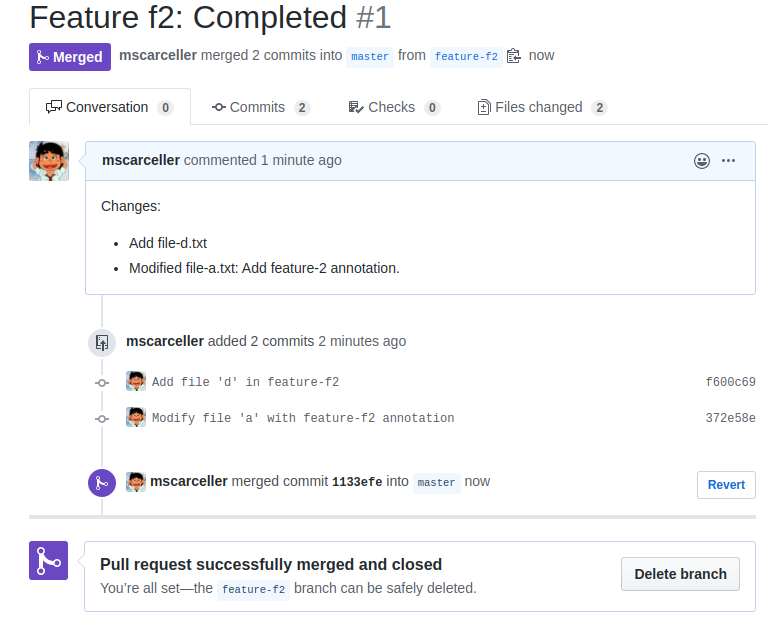 Feature f2: Completed #1
Merged mscarceller merged 2 commits into master from feature-f2 now
Conversation 0 Commits 2 Checks 0 Files changed 2
mscarceller commented 1 minute ago
Changes:
• Add file-d.txt
• Modified file-a.txt: Add feature-2 annotation.
mscarceller added 2 commits 2 minutes ago
Add file 'd' in feature-f2 f600c69
Modify file 'a' with feature-f2 annotation 372e58e
mscarceller merged commit 1133efe into master now Revert
Pull request successfully merged and closed
You're all set—the feature-f2 branch can be safely deleted. Delete branch